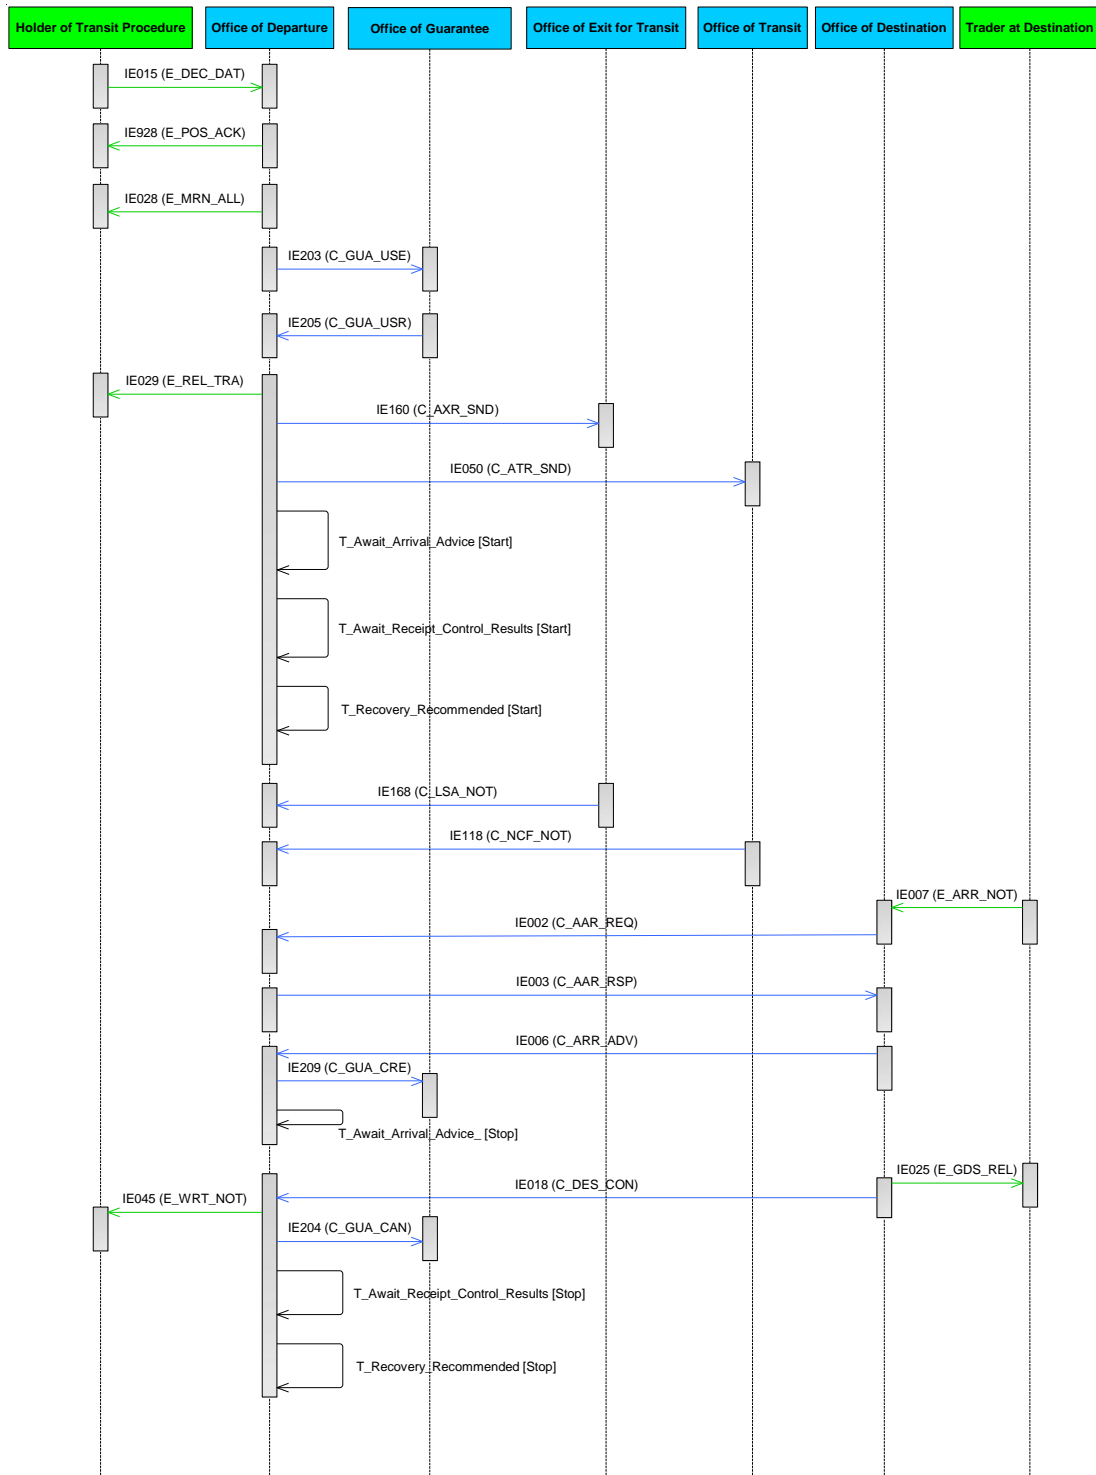 Holder of Transit Procedure
Office of Departure
Office of Guarantee
Office of Exit for Transit
Office of Transit
Office of Destination
Trader at Destination
IE015 (E_DEC_DAT)
IE928 (E_POS_ACK)
IE028 (E_MRN_ALL)
IE203 (C_GUA_USE)
IE205 (C_GUA_USR)
IE029 (E_REL_TRA)
IE160 (C_AXR_SND)
IE050 (C_ATR_SND)
T_Await_Arrival_Advice [Start]
T_Await_Receipt_Control_Results [Start]
T_Recovery_Recommended [Start]
IE168 (C_LSA_NOT)
IE118 (C_NCF_NOT)
IE007 (E_ARR_NOT)
IE002 (C_AAR_REQ)
IE003 (C_AAR_RSP)
IE006 (C_ARR_ADV)
IE209 (C_GUA_CRE)
T_Await_Arrival_Advice_ [Stop]
IE025 (E_GDS_REL)
IE018 (C_DES_CON)
IE045 (E_WRT_NOT)
IE204 (C_GUA_CAN)
T_Await_Receipt_Control_Results [Stop]
T_Recovery_Recommended [Stop]